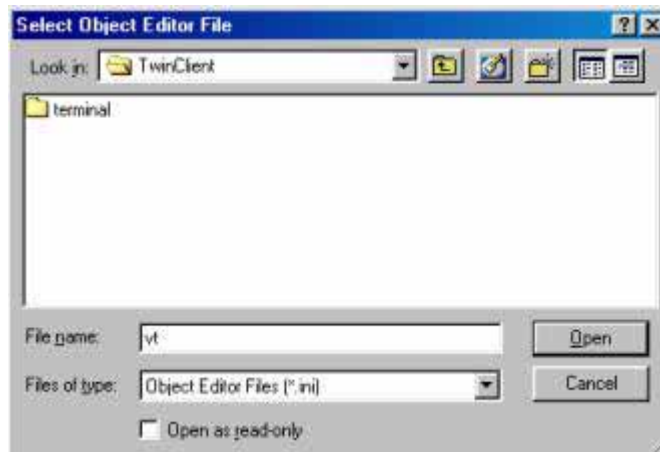 Select Object Editor File
Look in: TwinClient
terminal
File name: vt Open
Files of type: Object Editor Files (*.ini) Cancel
Open as read-only